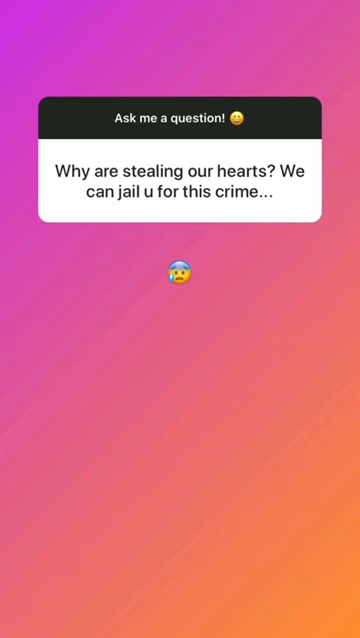 Ask me a question! 😀
Why are stealing our hearts? We
can jail u for this crime...
😰